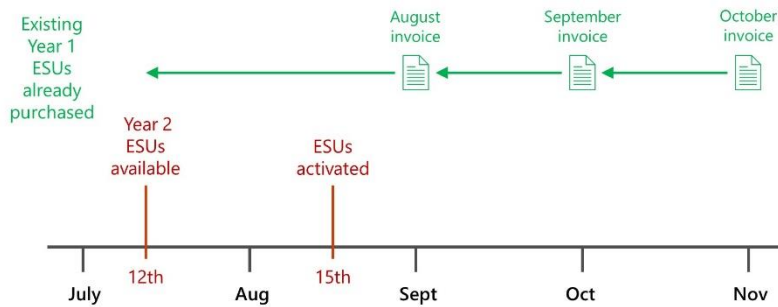 Existing
Year 1
ESUs
already
purchased
August
invoice
September
invoice
October
invoice
Year 2
ESUs
available
ESUs
activated
12th
15th
July
Aug
Sept
Oct
Nov